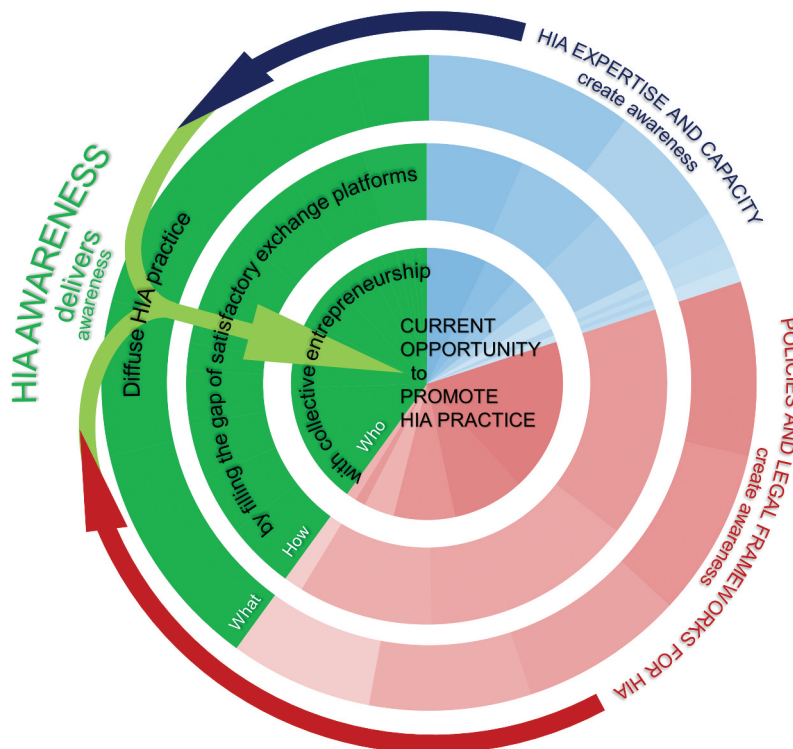 HIA EXPERTISE AND CAPACITY
create awareness
POLICIES AND LEGAL FRAMEWORKS FOR HIA
create awareness
HIA AWARENESS
delivers
awareness
Diffuse HIA practice
by filling the gap of satisfactory exchange platforms
with collective entrepreneurship
What
How
Who
CURRENT
OPPORTUNITY
to
PROMOTE
HIA PRACTICE